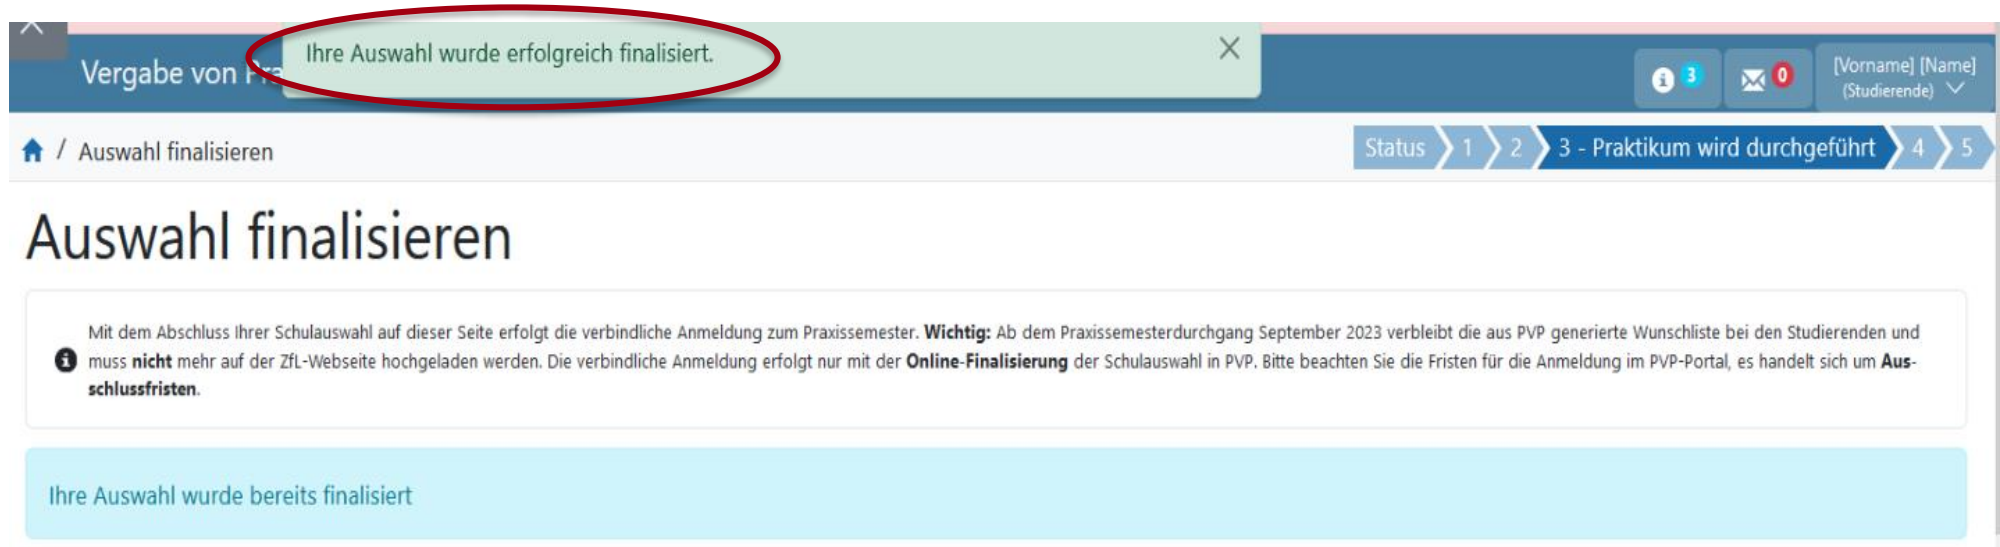 Ihre Auswahl wurde erfolgreich finalisiert.
Vergabe von
3
0
[Vorname] [Name]
(Studierende)
/ Auswahl finalisieren
Status 1 2 3 - Praktikum wird durchgeführt 4 5
Auswahl finalisieren
Mit dem Abschluss Ihrer Schulauswahl auf dieser Seite erfolgt die verbindliche Anmeldung zum Praxissemester. Wichtig: Ab dem Praxissemesterdurchgang September 2023 verbleibt die aus PVP generierte Wunschliste bei den Studierenden und
muss nicht mehr auf der ZfL-Webseite hochgeladen werden. Die verbindliche Anmeldung erfolgt nur mit der Online-Finalisierung der Schulauswahl in PVP. Bitte beachten Sie die Fristen für die Anmeldung im PVP-Portal, es handelt sich um Aus-
schlussfristen.
Ihre Auswahl wurde bereits finalisiert